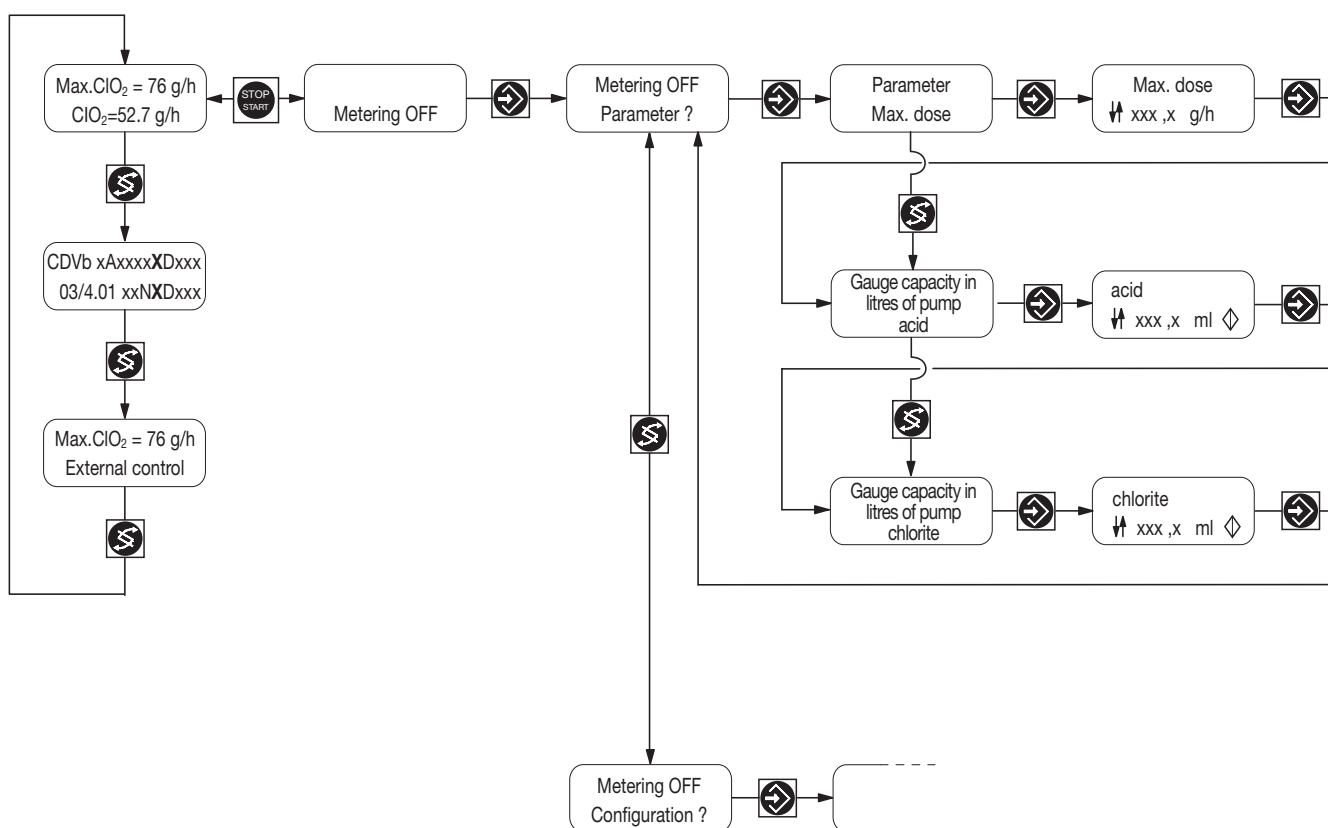 Max.ClO₂ = 76 g/h
ClO₂=52.7 g/h
STOP
START
Metering OFF
Metering OFF
Parameter ?
Parameter
Max. dose
Max. dose
xxx ,x g/h
CDVb xAxxxxXDxxx
03/4.01 xxNXDxxx
Gauge capacity in
litres of pump
acid
acid
xxx ,x ml
Max.ClO₂ = 76 g/h
External control
Gauge capacity in
litres of pump
chlorite
chlorite
xxx ,x ml
Metering OFF
Configuration ?